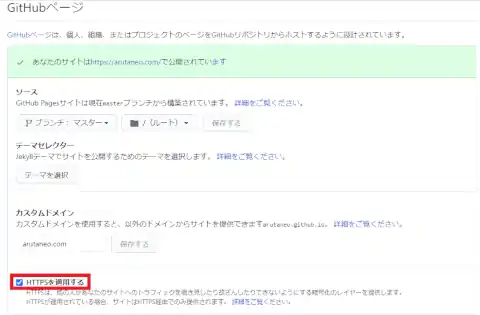 GitHubページ
GitHubページは、個人、組織、またはプロジェクトのページをGitHubリポジトリからホストするように設計されています。
✓ あなたのサイトはhttps://arutaneo.com/で公開されています
ソース
GitHub Pagesサイトは現在masterブランチから構築されています。 詳細をご覧ください。
ブランチ： マスター ▾ /（ルート） ▾ 保存する
テーマセレクター
Jekyllテーマでサイトを公開するためのテーマを選択します。 詳細をご覧ください。
テーマを選択
カスタムドメイン
カスタムドメインを使用すると、以外のドメインからサイトを提供できますarutaneo.github.io。 詳細をご覧ください。
arutaneo.com 保存する
HTTPSを適用する
HTTPSは、他の人があなたのサイトへのトラフィックを覗き見したり改ざんしたりできないようにする暗号化のレイヤーを提供します。
HTTPSが適用されている場合、サイトはHTTPS経由でのみ提供されます。 詳細をご覧ください。